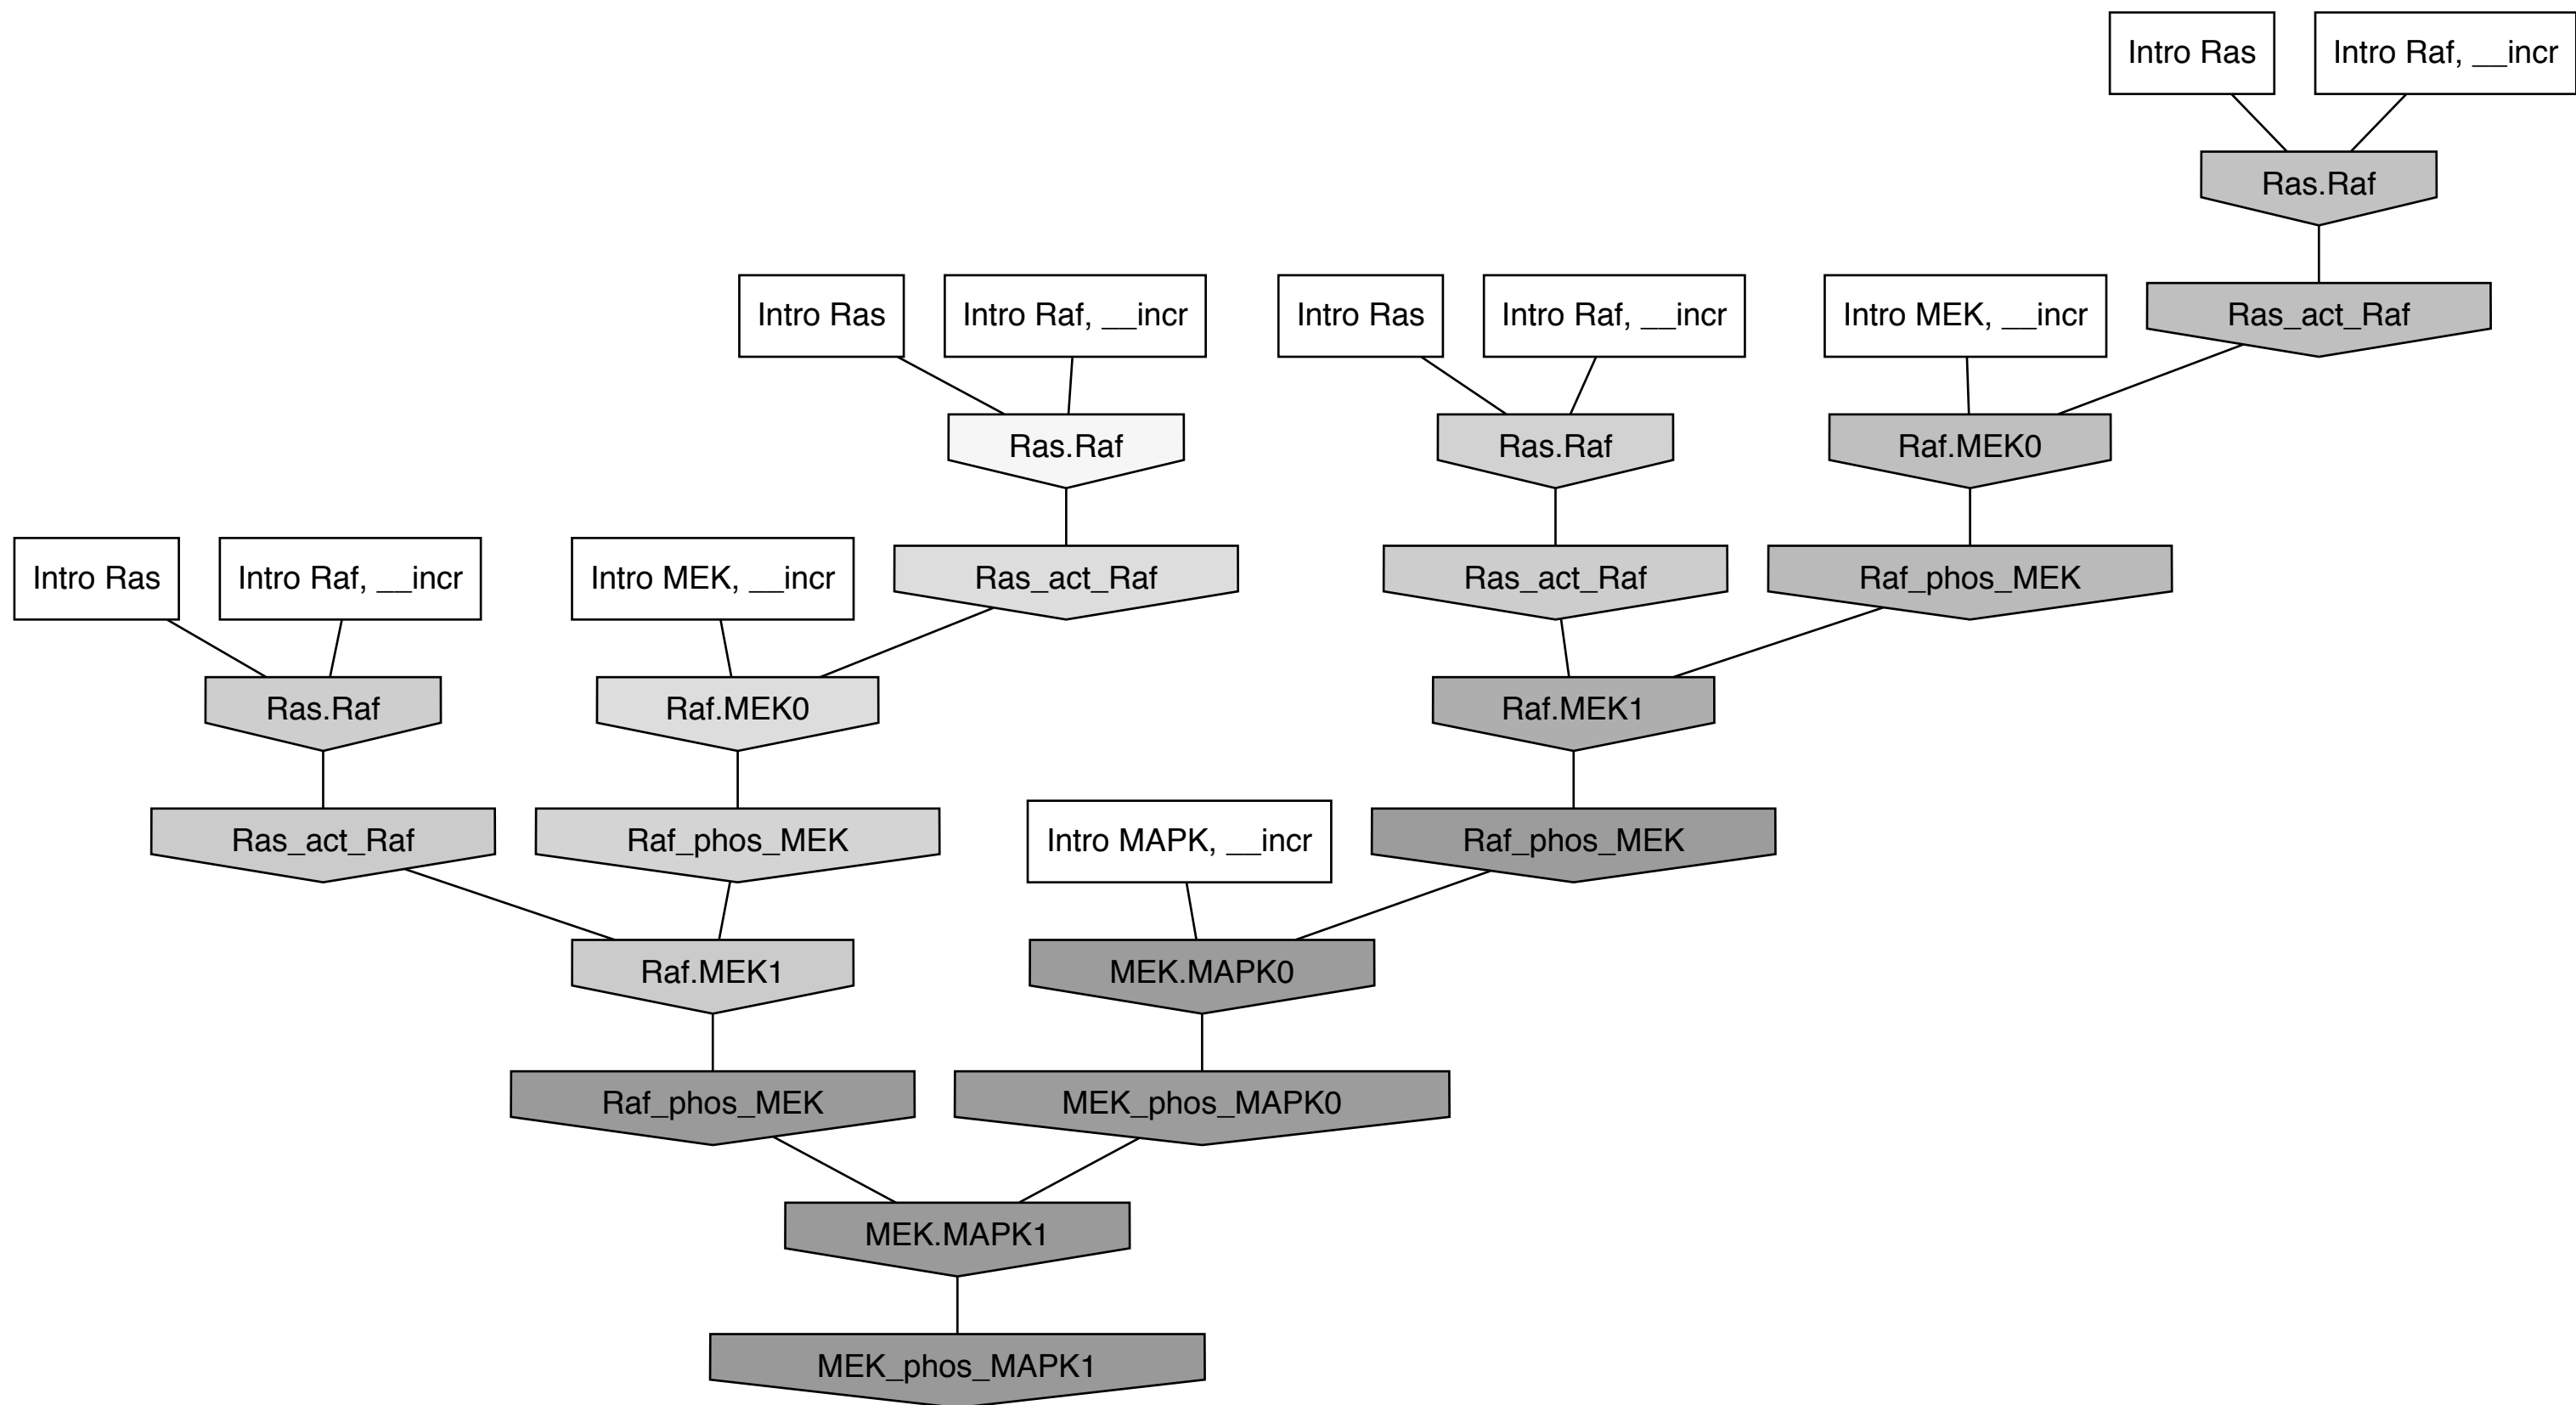 Intro Ras
Intro Raf, __incr
Ras.Raf
Intro Ras
Intro Raf, __incr
Intro Ras
Intro Raf, __incr
Intro MEK, __incr
Ras_act_Raf
Ras.Raf
Ras.Raf
Raf.MEK0
Intro Ras
Intro Raf, __incr
Intro MEK, __incr
Ras_act_Raf
Ras_act_Raf
Raf_phos_MEK
Ras.Raf
Raf.MEK0
Raf.MEK1
Ras_act_Raf
Raf_phos_MEK
Intro MAPK, __incr
Raf_phos_MEK
Raf.MEK1
MEK.MAPK0
Raf_phos_MEK
MEK_phos_MAPK0
MEK.MAPK1
MEK_phos_MAPK1